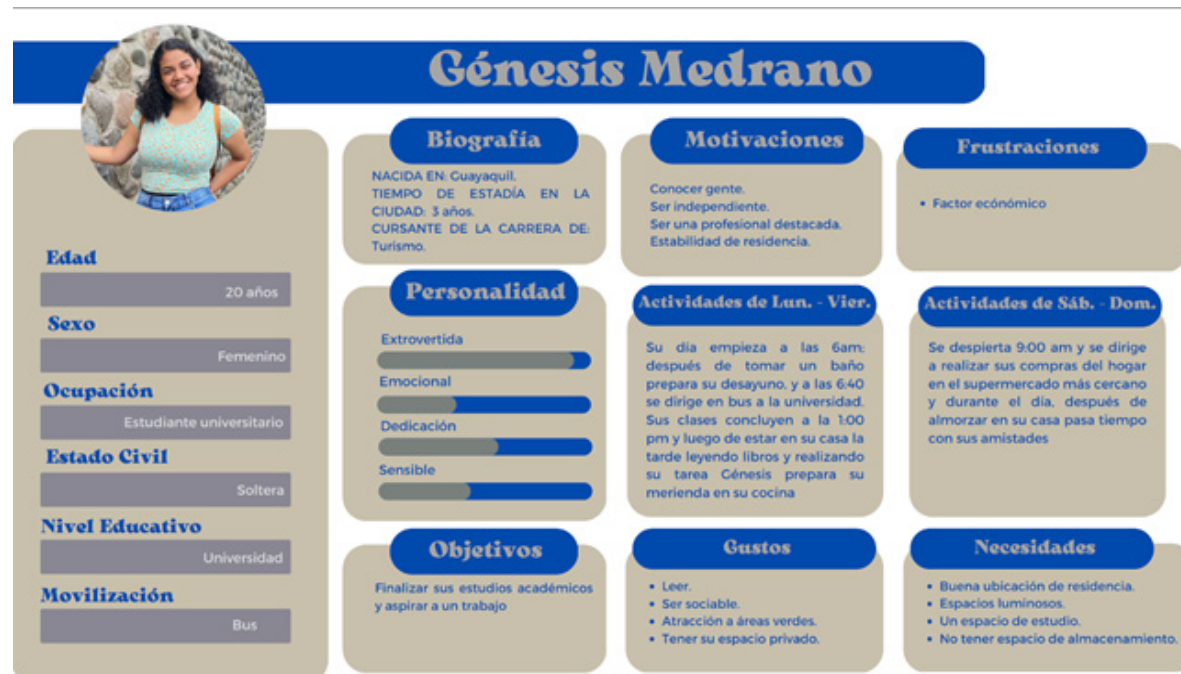 Génesis Medrano
Edad
20 años
Sexo
Femenino
Ocupación
Estudiante universitario
Estado Civil
Soltera
Nivel Educativo
Universidad
Movilización
Bus
Biografía
NACIDA EN: Guayaquil.
TIEMPO DE ESTADÍA EN LA
CIUDAD: 3 años.
CURSANTE DE LA CARRERA DE:
Turismo.
Motivaciones
Conocer gente.
Ser independiente.
Ser una profesional destacada.
Estabilidad de residencia.
Frustraciones
• Factor ecónómico
Personalidad
Extrovertida
Emocional
Dedicación
Sensible
Actividades de Lun. - Vier.
Su día empieza a las 6am;
después de tomar un baño
prepara su desayuno, y a las 6:40
se dirige en bus a la universidad.
Sus clases concluyen a la 1:00
pm y luego de estar en su casa la
tarde leyendo libros y realizando
su tarea Génesis prepara su
merienda en su cocina
Actividades de Sáb. - Dom.
Se despierta 9:00 am y se dirige
a realizar sus compras del hogar
en el supermercado más cercano
y durante el día, después de
almorzar en su casa pasa tiempo
con sus amistades
Objetivos
Finalizar sus estudios académicos
y aspirar a un trabajo
Gustos
• Leer.
• Ser sociable.
• Atracción a áreas verdes.
• Tener su espacio privado.
Necesidades
• Buena ubicación de residencia.
• Espacios luminosos.
• Un espacio de estudio.
• No tener espacio de almacenamiento.